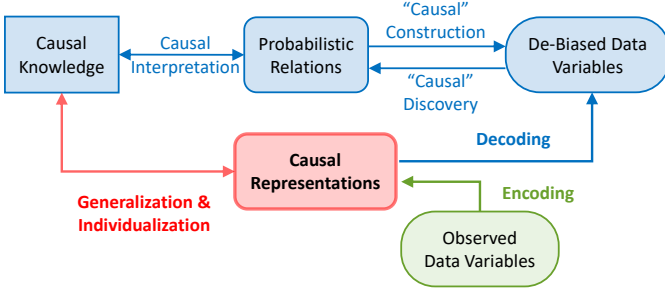 Causal
Knowledge
Causal
Interpretation
Probabilistic
Relations
“Causal”
Construction
“Causal”
Discovery
De-Biased Data
Variables
Causal
Representations
Decoding
Generalization &
Individualization
Encoding
Observed
Data Variables